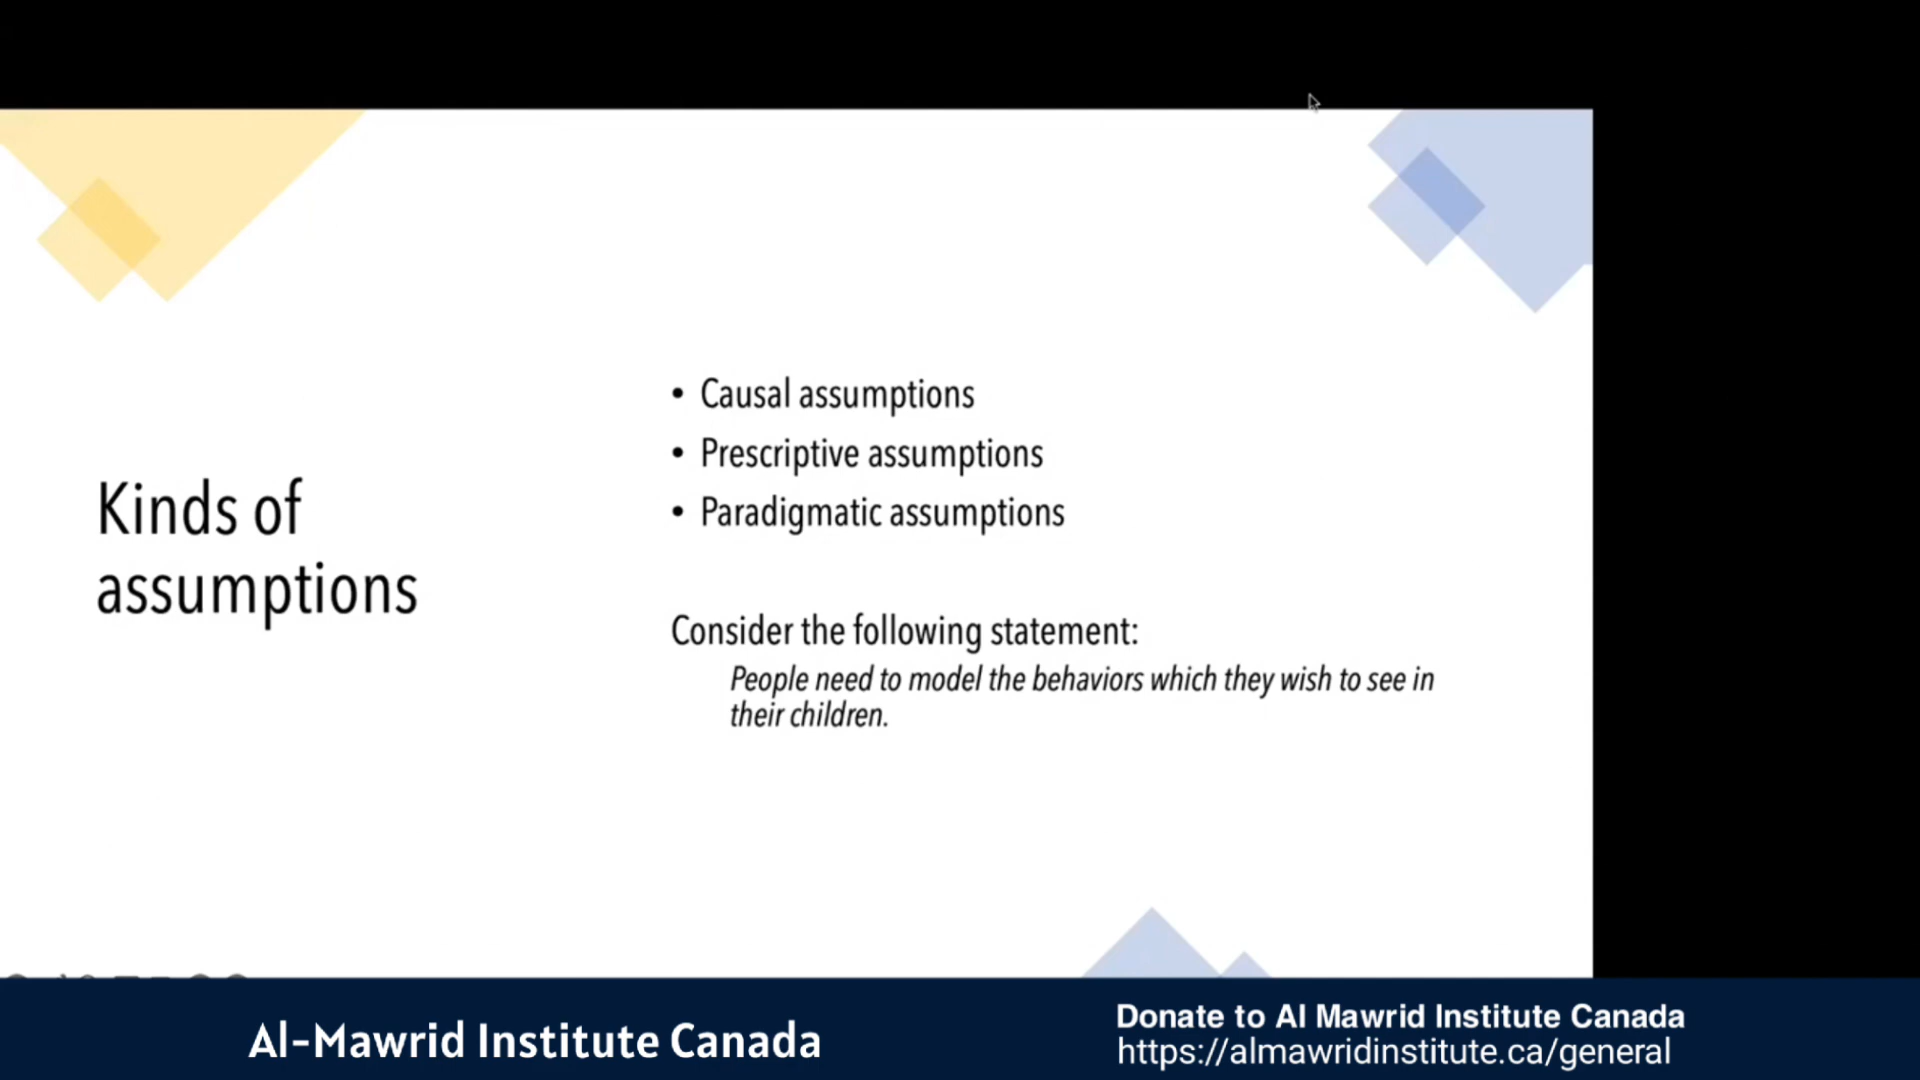 Kinds of
assumptions
• Causal assumptions
• Prescriptive assumptions
• Paradigmatic assumptions
Consider the following statement:
People need to model the behaviors which they wish to see in
their children.
Al-Mawrid Institute Canada
Donate to Al Mawrid Institute Canada
https://almawridinstitute.ca/general